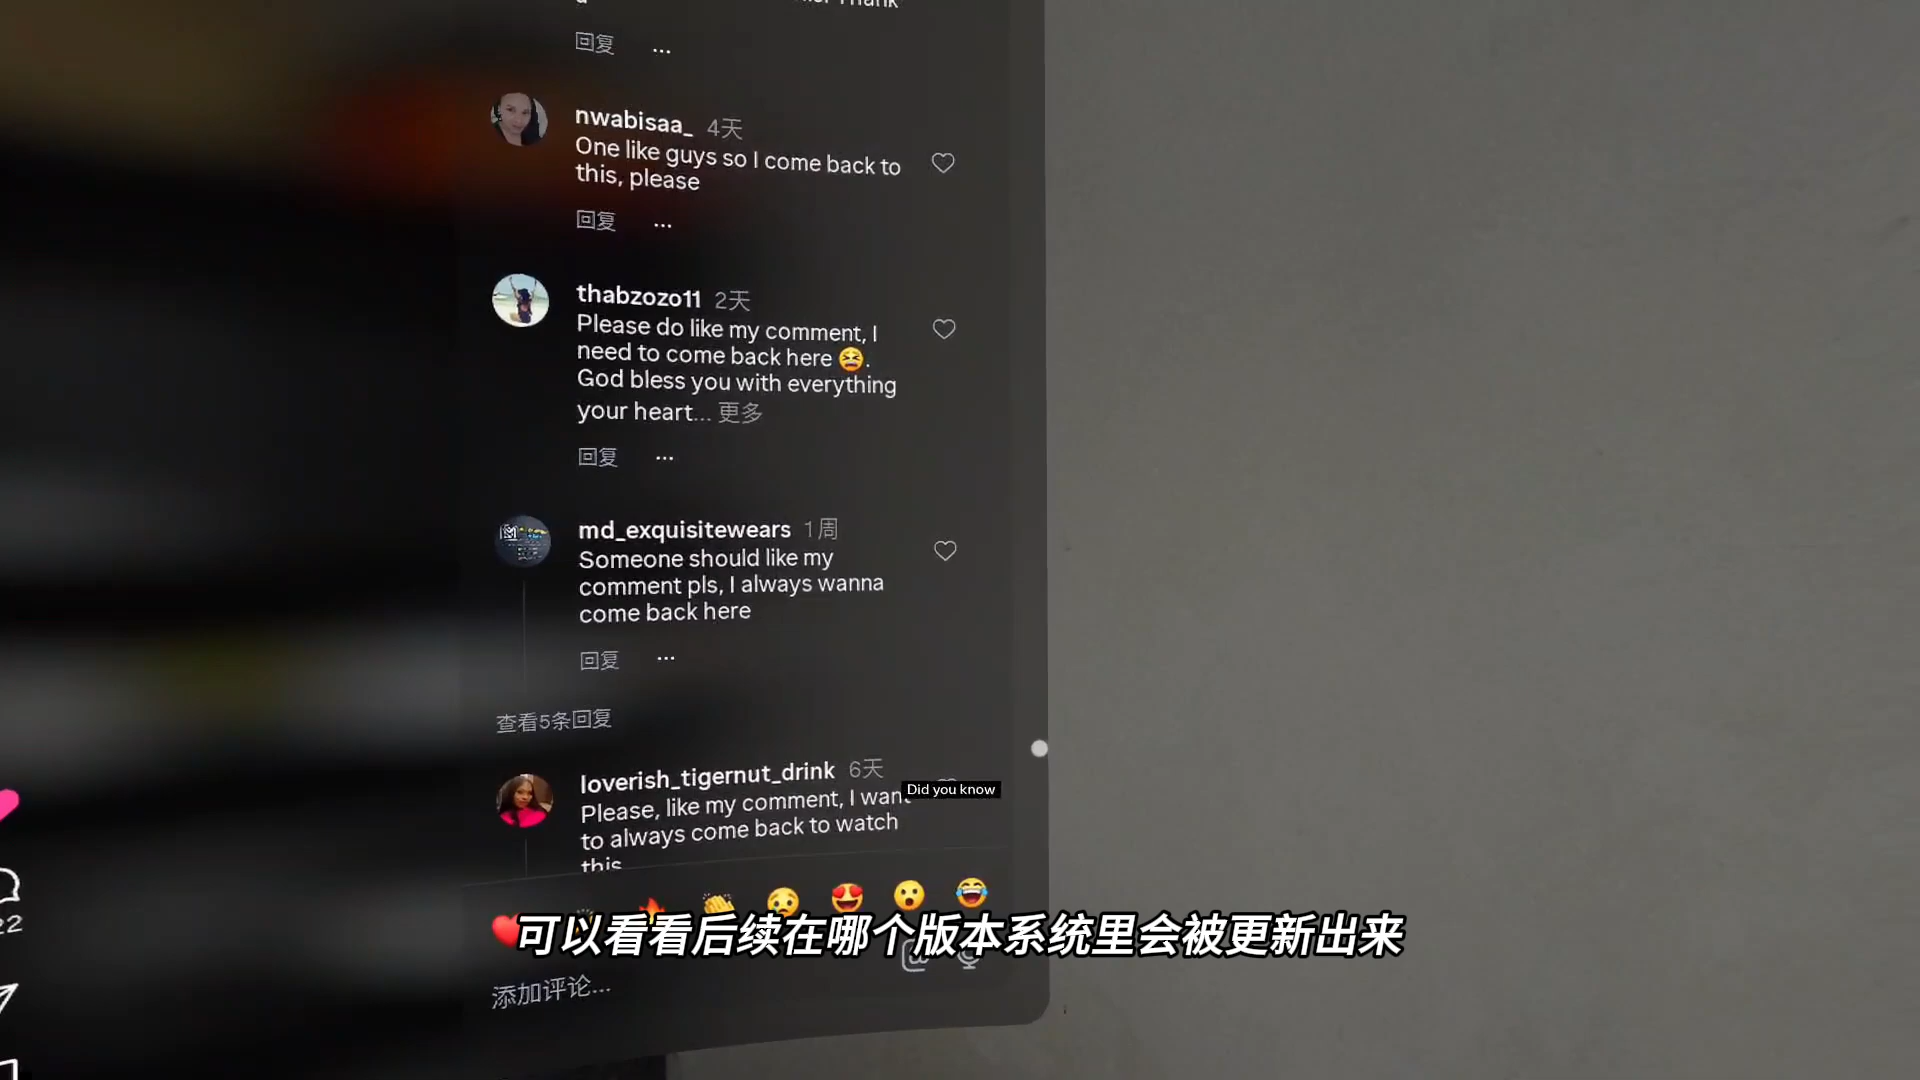 Thank
回复 ...
nwabisaa_ 4天
One like guys so I come back to
this, please
回复 ...
thabzozo11 2天
Please do like my comment, I
need to come back here 😫.
God bless you with everything
your heart... 更多
回复 ...
md_exquisitewears 1周
Someone should like my
comment pls, I always wanna
come back here
回复 ...
查看5条回复
loverish_tigernut_drink 6天
Did you know
Please, like my comment, I want
to always come back to watch
this
可以看看后续在哪个版本系统里会被更新出来
22
添加评论...